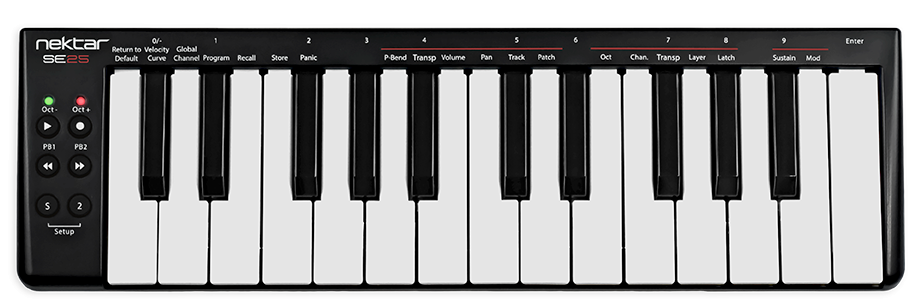 nektar
SE25
0/- 1 2 3 4 5 6 7 8 9 Enter
Return to Default
Velocity Curve
Global Channel
Program Recall Store Panic P-Bend Transp Volume Pan Track Patch Oct Chan. Transp Layer Latch Sustain Mod
Oct - Oct +
PB1 PB2
S 2
Setup